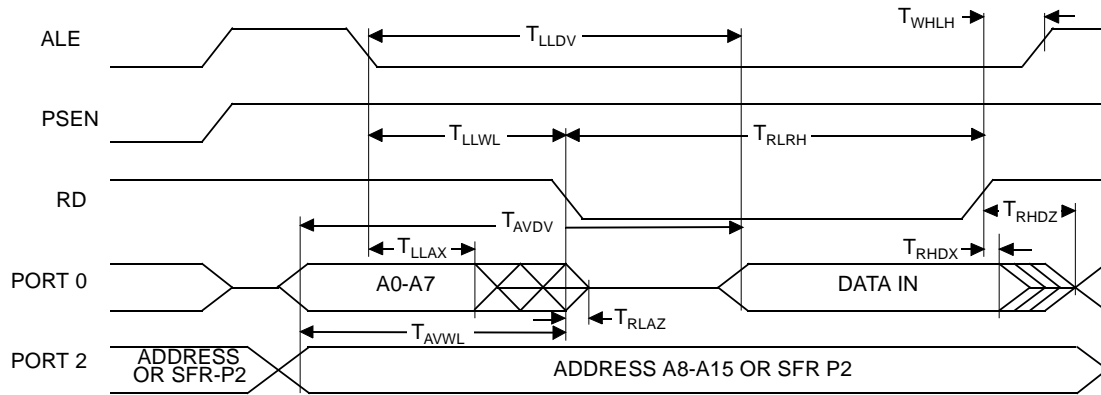 ALE
T_WHLH
T_LLDV
PSEN
T_LLWL
T_RLRH
RD
T_AVDV
T_RHDZ
T_LLAX
T_RHDX
PORT 0
A0-A7
DATA IN
T_RLAZ
T_AVWL
PORT 2
ADDRESS
OR SFR-P2
ADDRESS A8-A15 OR SFR P2